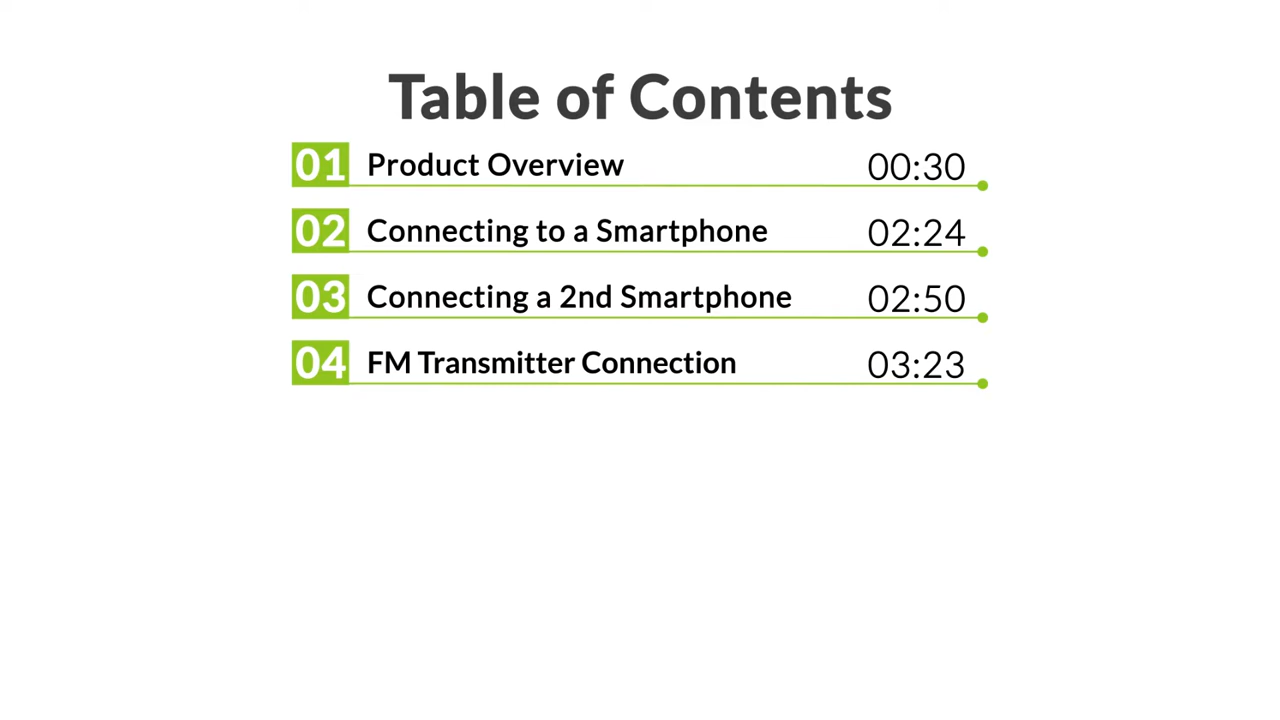 Table of Contents
01 Product Overview 00:30
02 Connecting to a Smartphone 02:24
03 Connecting a 2nd Smartphone 02:50
04 FM Transmitter Connection 03:23